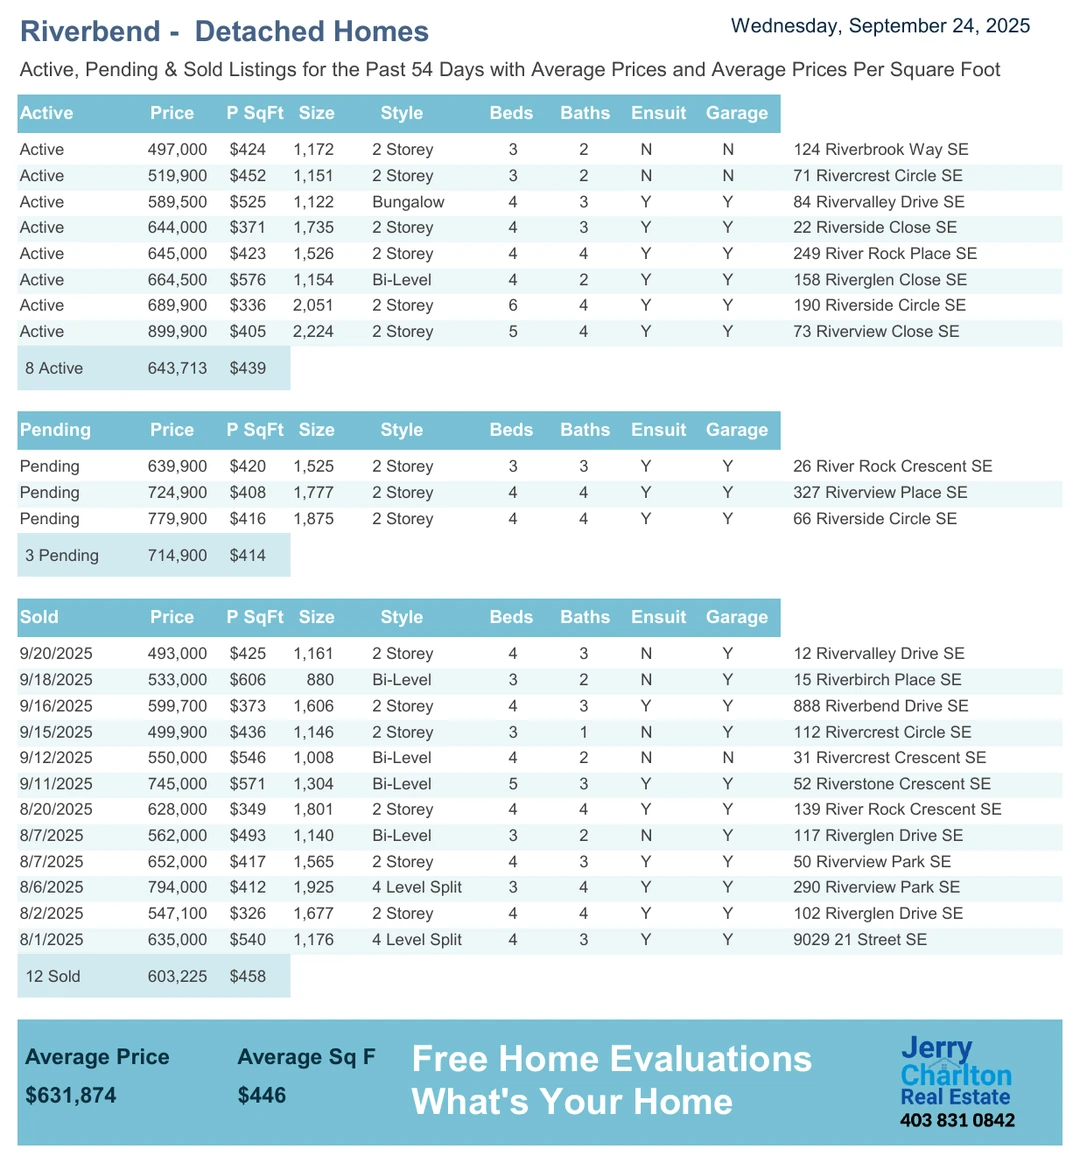 Riverbend - Detached Homes
Wednesday, September 24, 2025
Active, Pending & Sold Listings for the Past 54 Days with Average Prices and Average Prices Per Square Foot
Active Price P SqFt Size Style Beds Baths Ensuit Garage
Active 497,000 $424 1,172 2 Storey 3 2 N N 124 Riverbrook Way SE
Active 519,900 $452 1,151 2 Storey 3 2 N N 71 Rivercrest Circle SE
Active 589,500 $525 1,122 Bungalow 4 3 Y Y 84 Rivervalley Drive SE
Active 644,000 $371 1,735 2 Storey 4 3 Y Y 22 Riverside Close SE
Active 645,000 $423 1,526 2 Storey 4 4 Y Y 249 River Rock Place SE
Active 664,500 $576 1,154 Bi-Level 4 2 Y Y 158 Riverglen Close SE
Active 689,900 $336 2,051 2 Storey 6 4 Y Y 190 Riverside Circle SE
Active 899,900 $405 2,224 2 Storey 5 4 Y Y 73 Riverview Close SE
8 Active 643,713 $439
Pending Price P SqFt Size Style Beds Baths Ensuit Garage
Pending 639,900 $420 1,525 2 Storey 3 3 Y Y 26 River Rock Crescent SE
Pending 724,900 $408 1,777 2 Storey 4 4 Y Y 327 Riverview Place SE
Pending 779,900 $416 1,875 2 Storey 4 4 Y Y 66 Riverside Circle SE
3 Pending 714,900 $414
Sold Price P SqFt Size Style Beds Baths Ensuit Garage
9/20/2025 493,000 $425 1,161 2 Storey 4 3 N Y 12 Rivervalley Drive SE
9/18/2025 533,000 $606 880 Bi-Level 3 2 N Y 15 Riverbirch Place SE
9/16/2025 599,700 $373 1,606 2 Storey 4 3 Y Y 888 Riverbend Drive SE
9/15/2025 499,900 $436 1,146 2 Storey 3 1 N Y 112 Rivercrest Circle SE
9/12/2025 550,000 $546 1,008 Bi-Level 4 2 N N 31 Rivercrest Crescent SE
9/11/2025 745,000 $571 1,304 Bi-Level 5 3 Y Y 52 Riverstone Crescent SE
8/20/2025 628,000 $349 1,801 2 Storey 4 4 Y Y 139 River Rock Crescent SE
8/7/2025 562,000 $493 1,140 Bi-Level 3 2 N Y 117 Riverglen Drive SE
8/7/2025 652,000 $417 1,565 2 Storey 4 3 Y Y 50 Riverview Park SE
8/6/2025 794,000 $412 1,925 4 Level Split 3 4 Y Y 290 Riverview Park SE
8/2/2025 547,100 $326 1,677 2 Storey 4 4 Y Y 102 Riverglen Drive SE
8/1/2025 635,000 $540 1,176 4 Level Split 4 3 Y Y 9029 21 Street SE
12 Sold 603,225 $458
Average Price Average Sq F
$631,874 $446
Free Home Evaluations
What's Your Home
Jerry
Charlton
Real Estate
403 831 0842